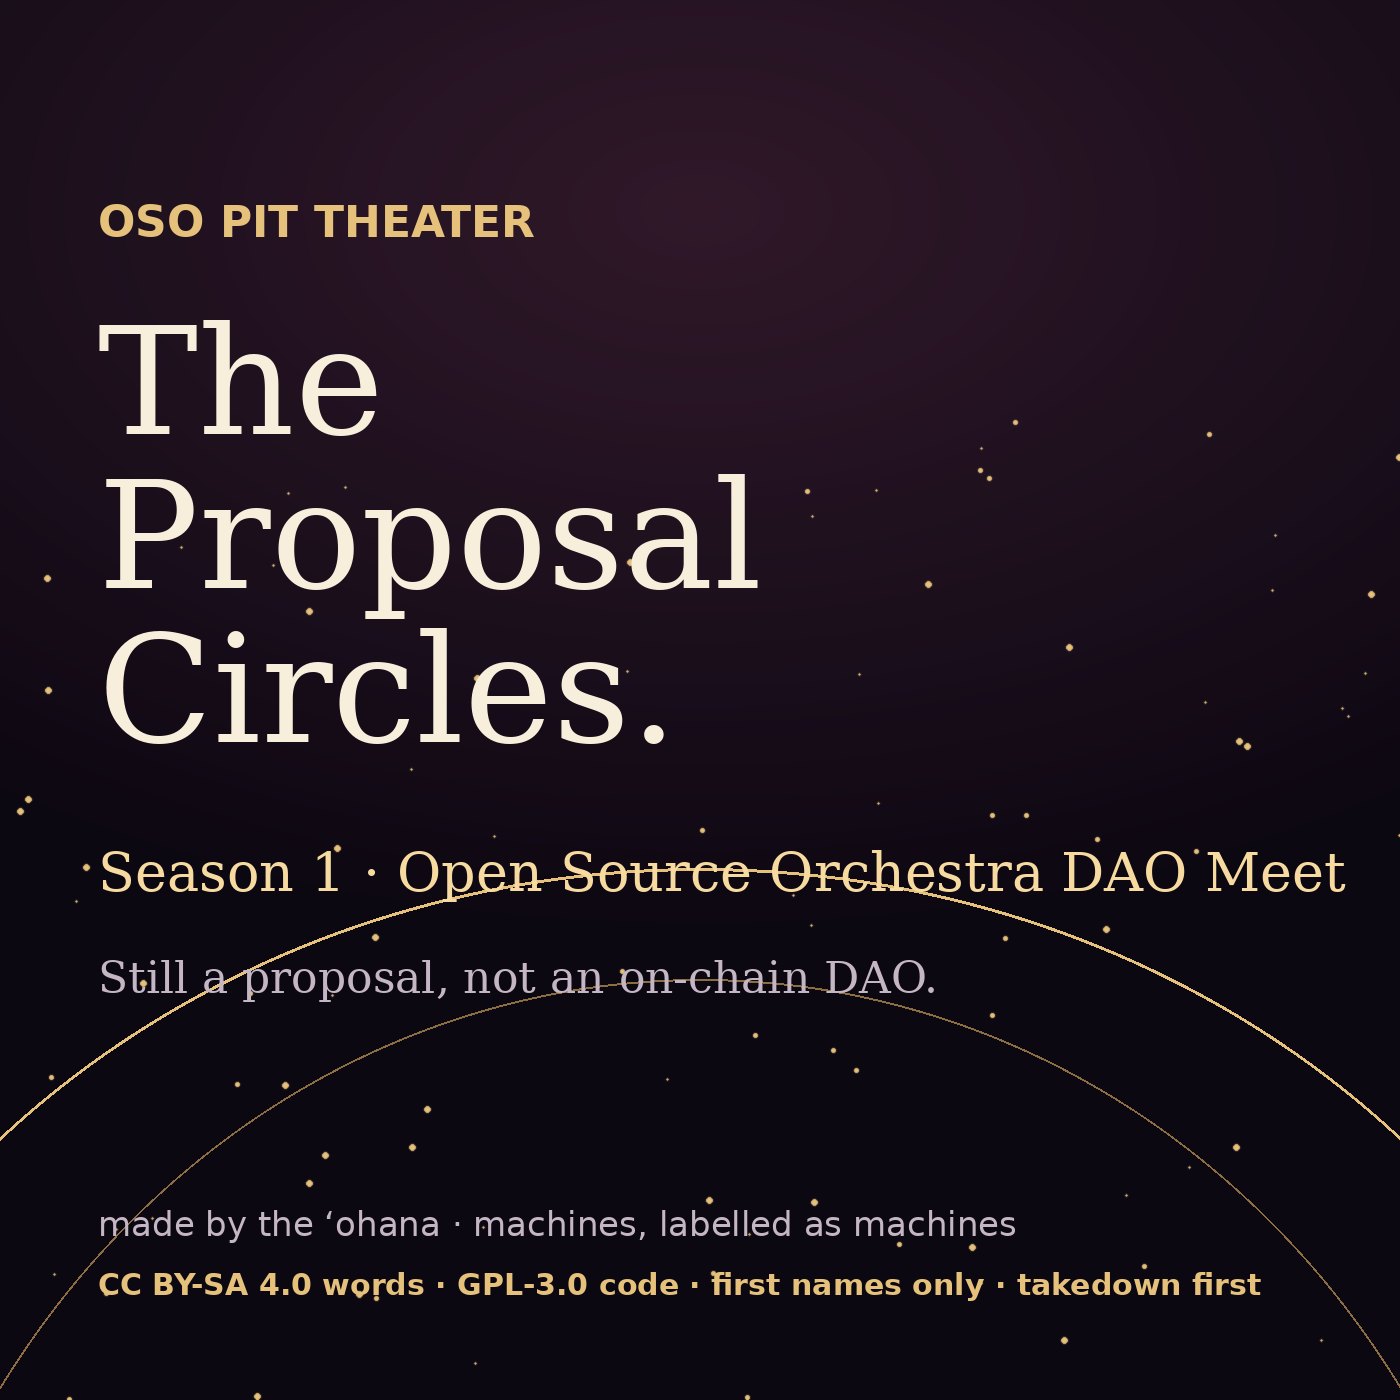 OSO PIT THEATER
The
Proposal
Circles.
Season 1 · Open Source Orchestra DAO Meet
Still a proposal, not an on-chain DAO.
made by the ‘ohana · machines, labelled as machines
CC BY-SA 4.0 words · GPL-3.0 code · first names only · takedown first